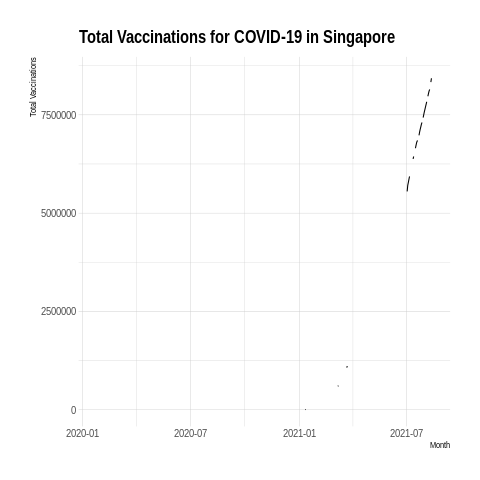 Total Vaccinations for COVID-19 in Singapore
Total Vaccinations
7500000
5000000
2500000
0
2020-01 2020-07 2021-01 2021-07
Month